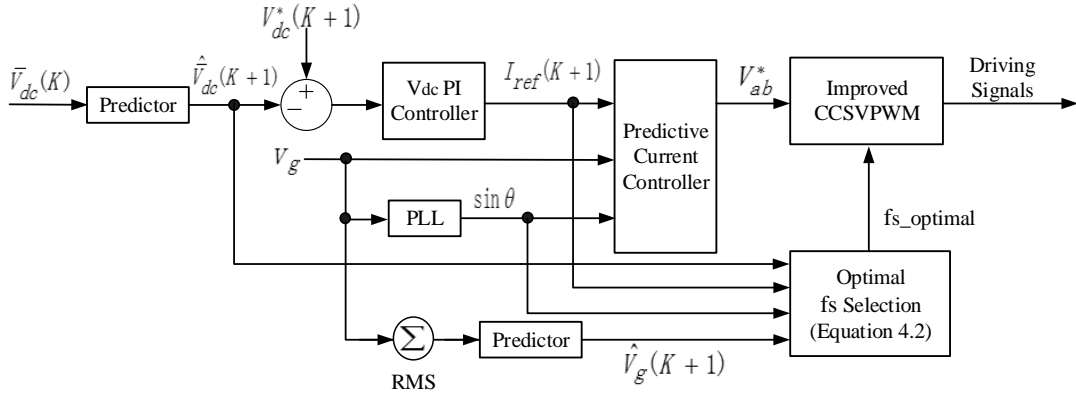 V*dc(K+1)
V̄dc(K)
V̄̂dc(K+1)
Predictor
+
−
Vdc PI
Controller
Iref(K+1)
Predictive
Current
Controller
V*ab
Improved
CCSVPWM
Driving
Signals
Vg
PLL
sin θ
fs_optimal
Optimal
fs Selection
(Equation 4.2)
Σ
RMS
Predictor
V̂g(K+1)